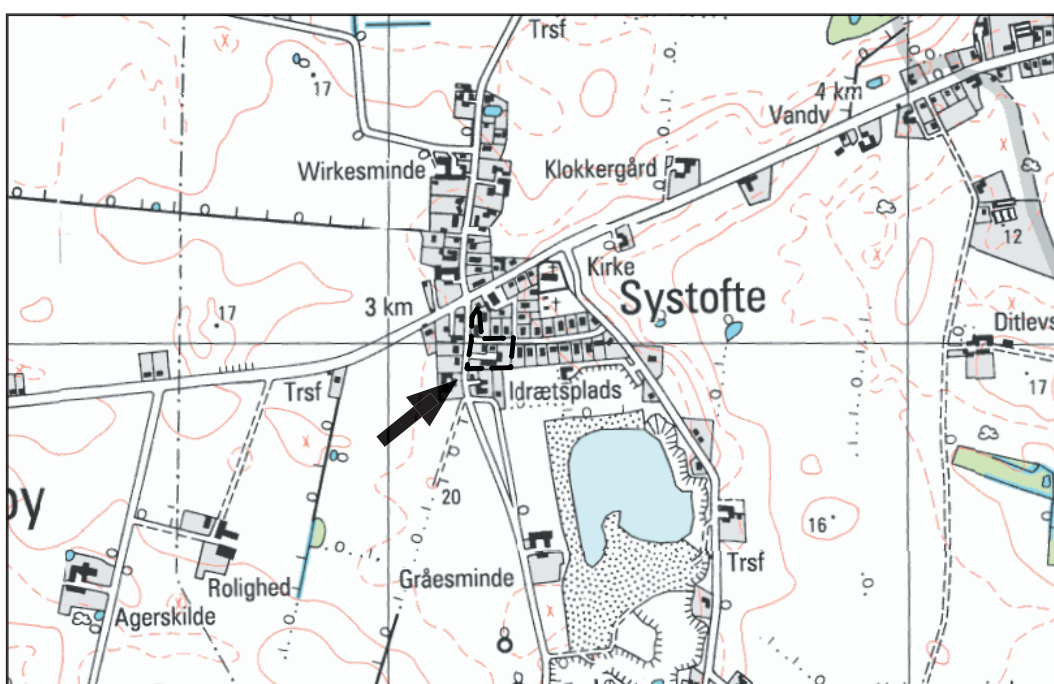 Trsf
17
4 km
Vandv
Wirkesminde
Klokkergård
12
Kirke
Systofte
17
3 km
Ditlevs
Trsf
Idrætsplads
17
20
øy
16
Trsf
Gråesminde
Rolighed
Agerskilde